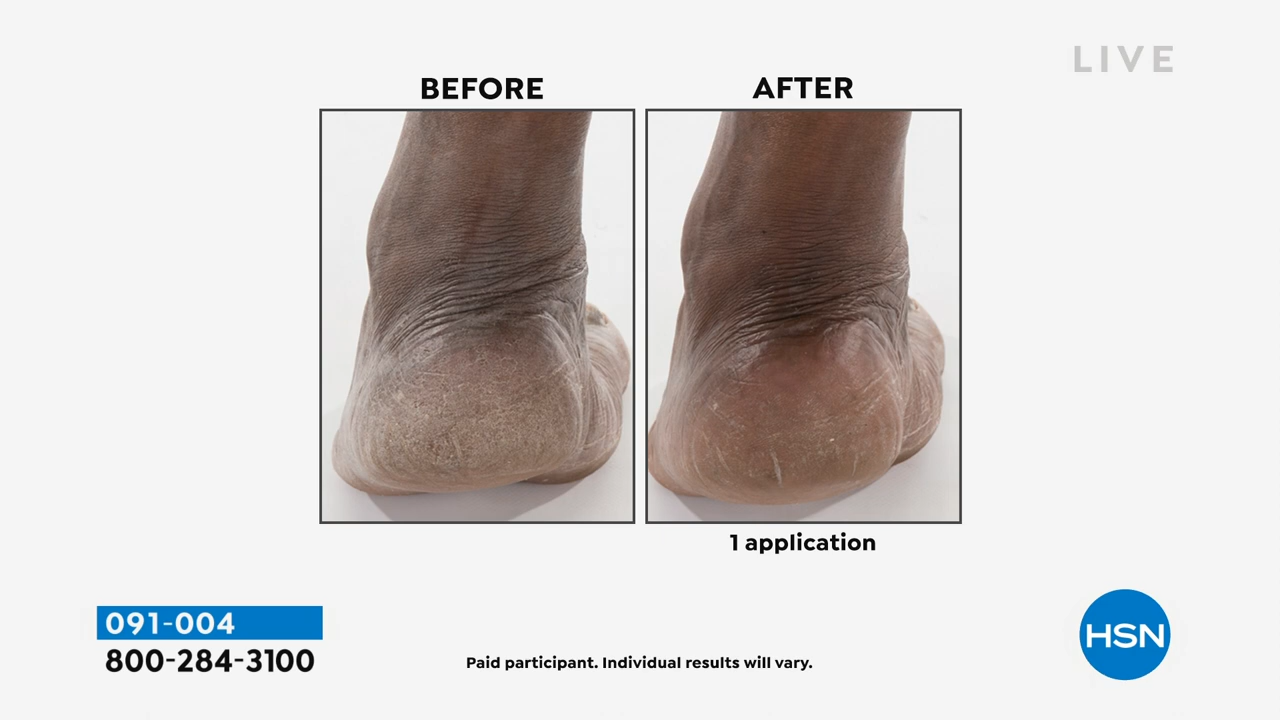 LIVE
BEFORE
AFTER
1 application
091-004
800-284-3100
Paid participant. Individual results will vary.
HSN